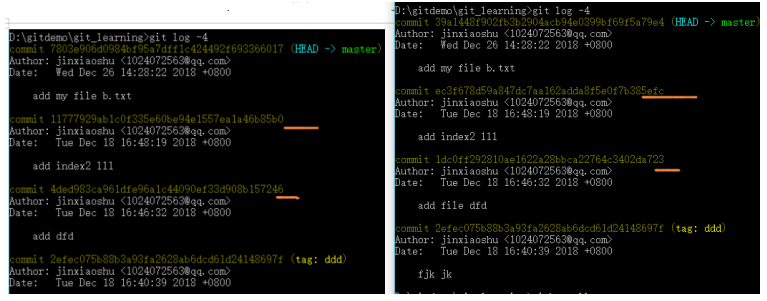 D:\gitdemo\git_learning>git log -4
commit 7803e906d0984bf95a7dff1c424492f693366017 (HEAD -> master)
Author: jinxiaoshu <1024072563@qq.com>
Date: Wed Dec 26 14:28:22 2018 +0800
add my file b.txt
commit 11777929ab1c0f335e60be94e1557ea1a46b85b0
Author: jinxiaoshu <1024072563@qq.com>
Date: Tue Dec 18 16:48:19 2018 +0800
add index2 111
commit 4ded983ca961dfe96a1c44090ef33d908b157246
Author: jinxiaoshu <1024072563@qq.com>
Date: Tue Dec 18 16:46:32 2018 +0800
add dfd
commit 2efec075b88b3a93fa2628ab6dcd61d24148697f (tag: ddd)
Author: jinxiaoshu <1024072563@qq.com>
Date: Tue Dec 18 16:40:39 2018 +0800
D:\gitdemo\git_learning>git log -4
commit 39a1448f902fb3b2904acb94e0399bf69f5a79e4 (HEAD -> master)
Author: jinxiaoshu <1024072563@qq.com>
Date: Wed Dec 26 14:28:22 2018 +0800
add my file b.txt
commit ec3f678d59a847dc7aa162adda8f5e0f7b385efc
Author: jinxiaoshu <1024072563@qq.com>
Date: Tue Dec 18 16:48:19 2018 +0800
add index2 111
commit 1dc0ff292810ae1622a28bbca22764c3402da723
Author: jinxiaoshu <1024072563@qq.com>
Date: Tue Dec 18 16:46:32 2018 +0800
add file dfd
commit 2efec075b88b3a93fa2628ab6dcd61d24148697f (tag: ddd)
Author: jinxiaoshu <1024072563@qq.com>
Date: Tue Dec 18 16:40:39 2018 +0800
fjk jk